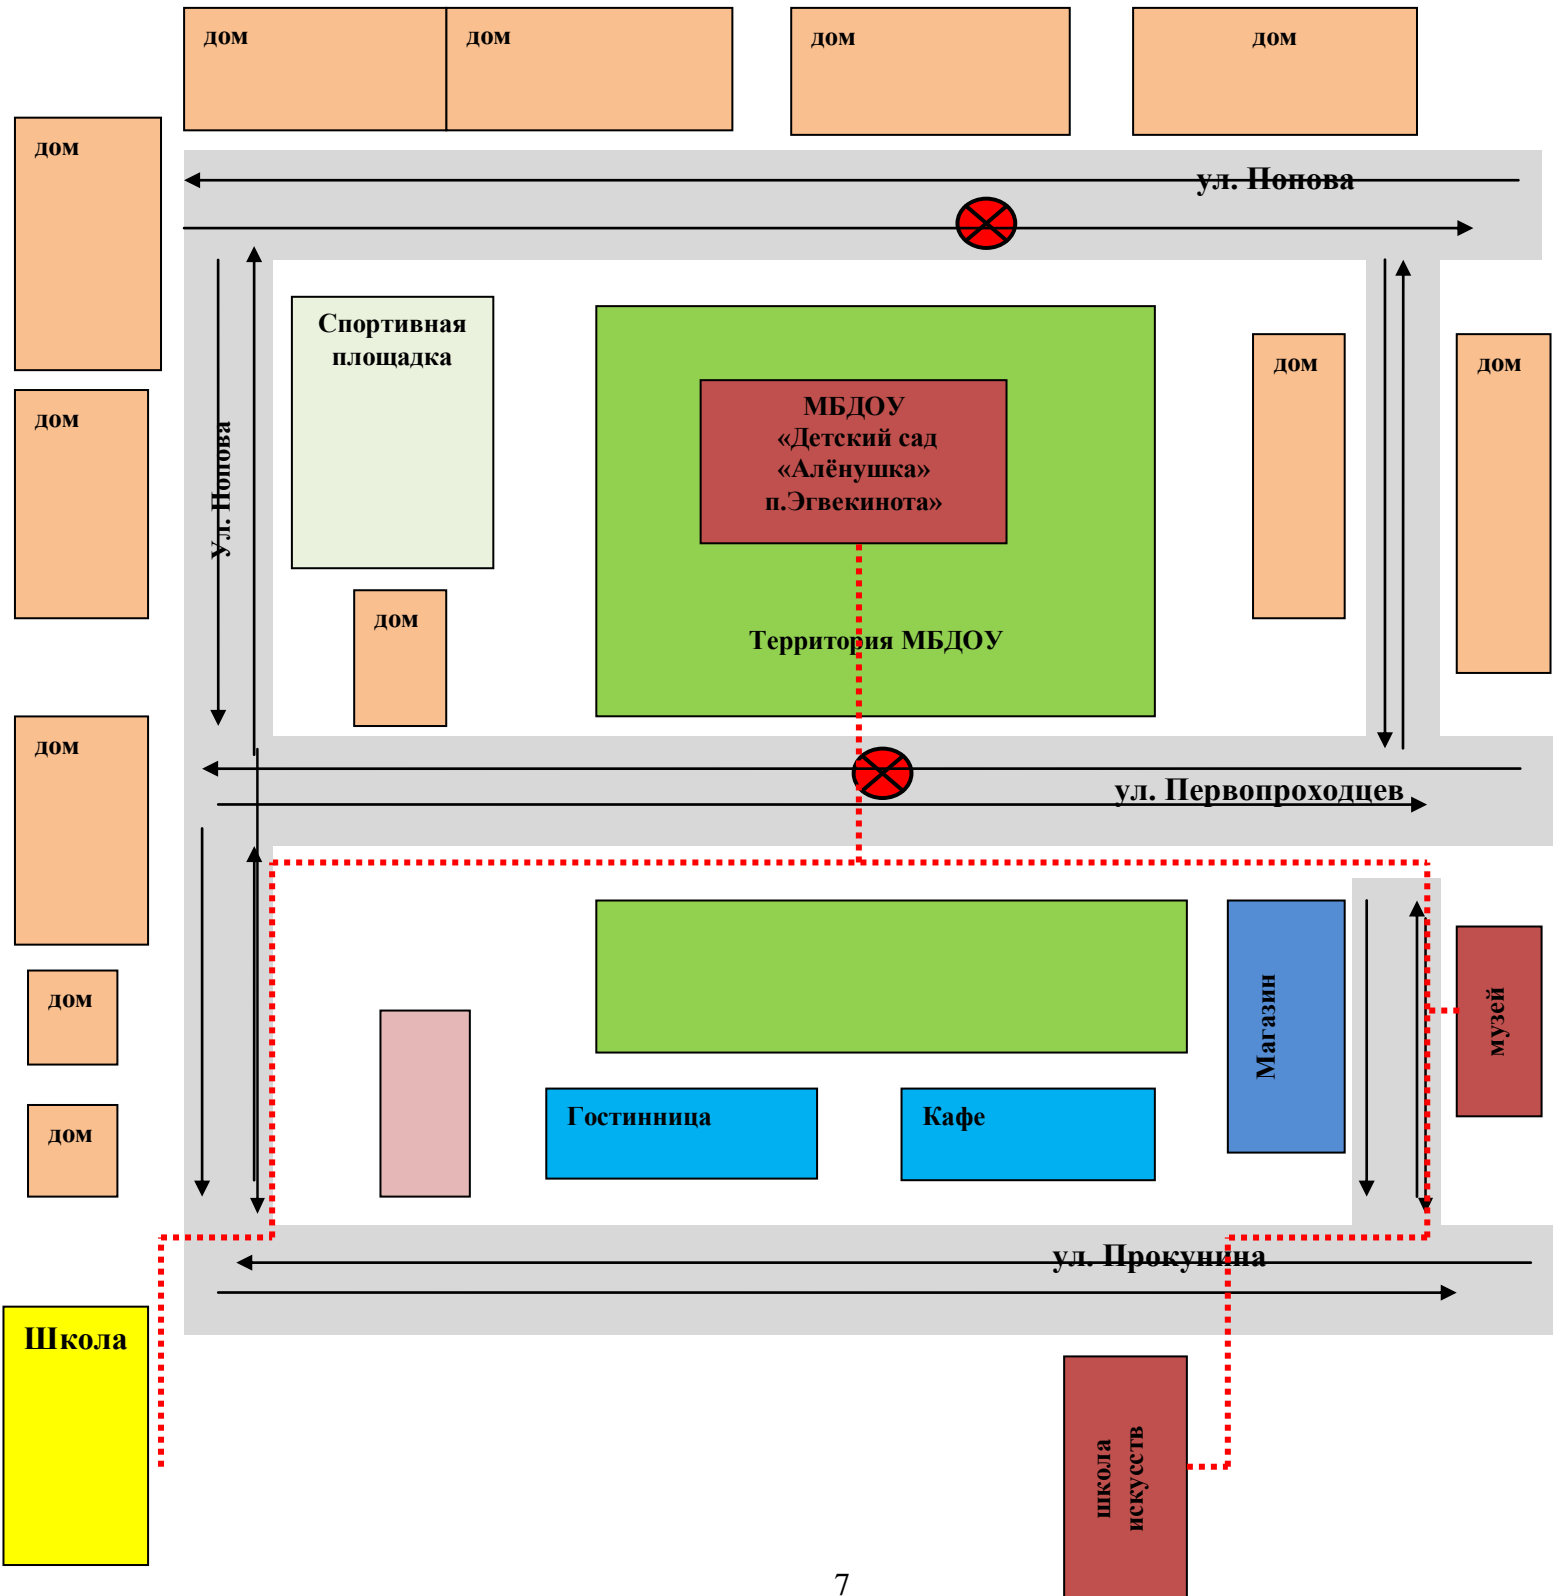 дом
дом
дом
дом
дом
ул. Попова
Спортивная
площадка
дом
дом
МБДОУ
«Детский сад
«Алёнушка»
п.Эгвекинота»
дом
Ул. Попова
дом
Территория МБДОУ
дом
ул. Первопроходцев
дом
Магазин
музей
Гостинница
Кафе
дом
ул. Прокунина
Школа
школа
искусств
7